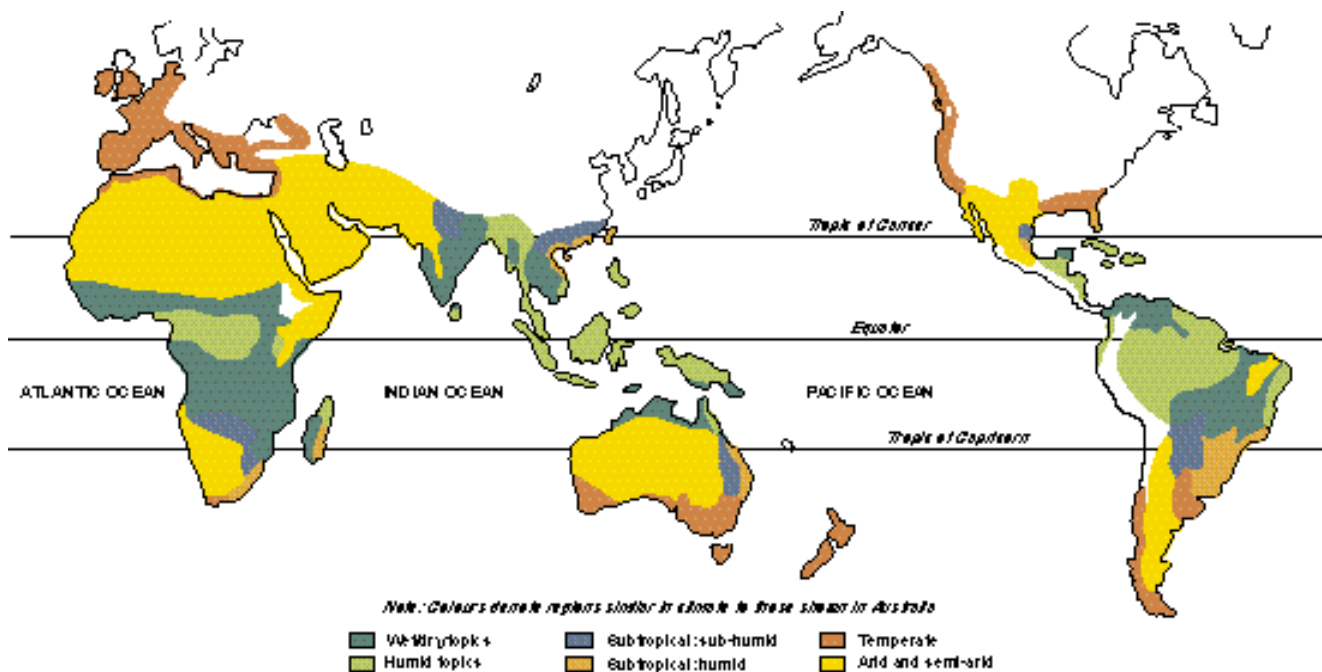 Tropic of Cancer
Equator
ATLANTIC OCEAN
INDIAN OCEAN
PACIFIC OCEAN
Tropic of Capricorn
Note: Colours denote regions similar in climate to those shown in Australia
Wet/dry topics
Subtropical: sub-humid
Temperate
Humid topics
Subtropical: humid
Arid and semi-arid